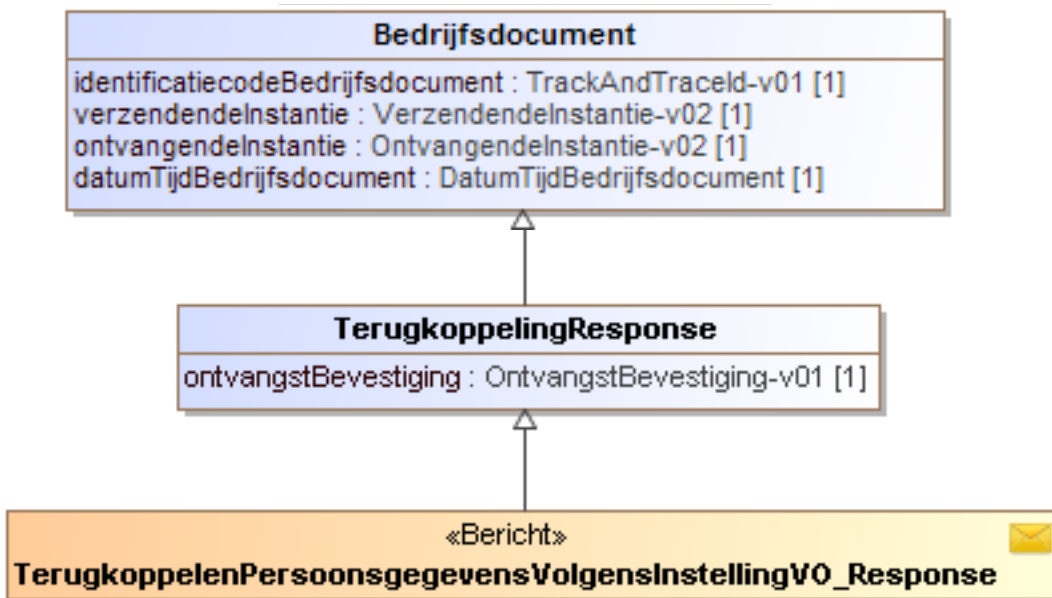 Bedrijfsdocument
identificatiecodeBedrijfsdocument : TrackAndTraceId-v01 [1]
verzendendeInstantie : VerzendendeInstantie-v02 [1]
ontvangendeInstantie : OntvangendeInstantie-v02 [1]
datumTijdBedrijfsdocument : DatumTijdBedrijfsdocument [1]
TerugkoppelingResponse
ontvangstBevestiging : OntvangstBevestiging-v01 [1]
«Bericht»
TerugkoppelenPersoonsgegevensVolgensInstellingVO_Response